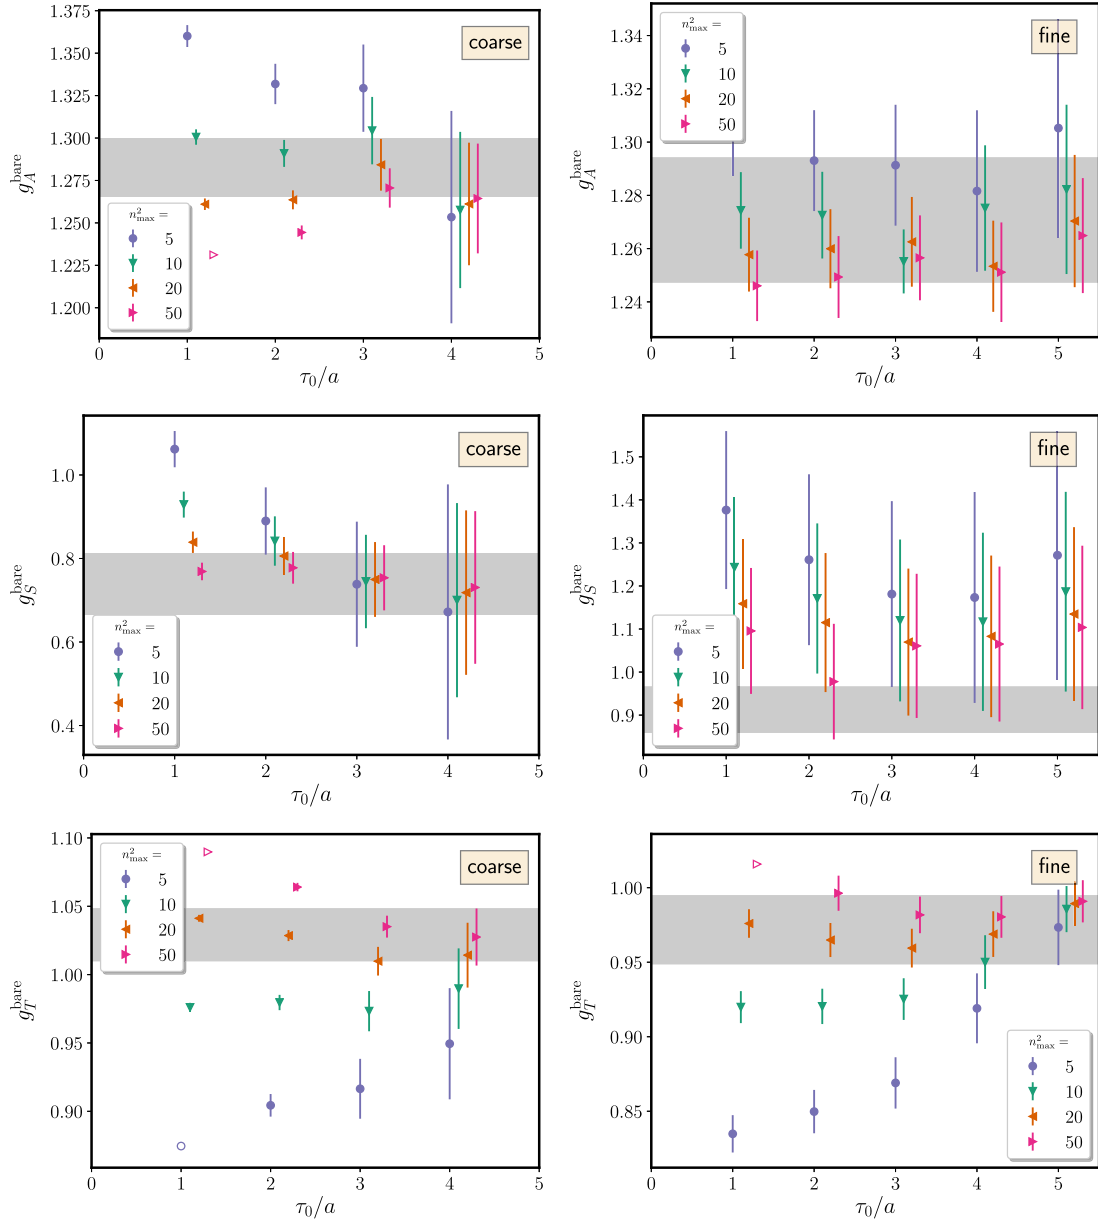 1.375
1.350
1.325
1.300
1.275
1.250
1.225
1.200
g_A^bare
coarse
n²_max =
5
10
20
50
0 1 2 3 4 5
τ₀/a
1.34
1.32
1.30
1.28
1.26
1.24
g_A^bare
fine
n²_max =
5
10
20
50
0 1 2 3 4 5
τ₀/a
1.0
0.8
0.6
0.4
g_S^bare
coarse
n²_max =
5
10
20
50
0 1 2 3 4 5
τ₀/a
1.5
1.4
1.3
1.2
1.1
1.0
0.9
g_S^bare
fine
n²_max =
5
10
20
50
0 1 2 3 4 5
τ₀/a
1.10
1.05
1.00
0.95
0.90
g_T^bare
coarse
n²_max =
5
10
20
50
0 1 2 3 4 5
τ₀/a
1.00
0.95
0.90
0.85
g_T^bare
fine
n²_max =
5
10
20
50
0 1 2 3 4 5
τ₀/a